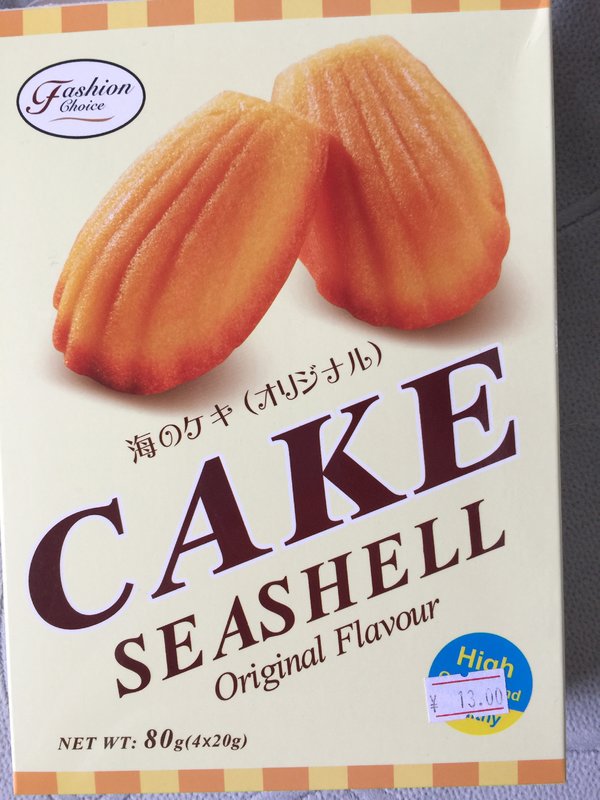 Fashion
Choice
海のケキ(オリジナル)
CAKE
SEASHELL
Original Flavour
High
¥ 13.00
NET WT: 80g(4x20g)